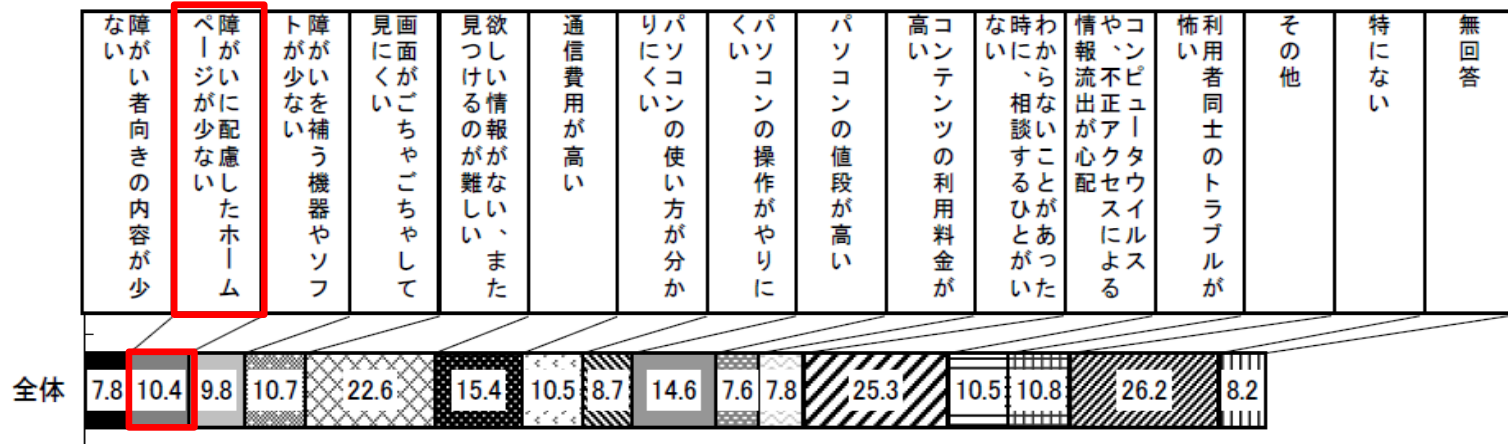 障がい者向きの内容が少
ない
障がいに配慮したホーム
ページが少ない
障がいを補う機器やソフ
トが少ない
画面がごちゃごちゃして
見にくい
欲しい情報がない、また
見つけるのが難しい
通信費用が高い
パソコンの使い方が分か
りにくい
パソコンの操作がやりに
くい
パソコンの値段が高い
コンテンツの利用料金が
高い
わからないことがあった
時に、相談するひとがい
ない
コンピュータウイルス
や、不正アクセスによる
情報流出が心配
利用者同士のトラブルが
怖い
その他
特にない
無回答
全体 7.8 10.4 9.8 10.7 22.6 15.4 10.5 8.7 14.6 7.6 7.8 25.3 10.5 10.8 26.2 8.2